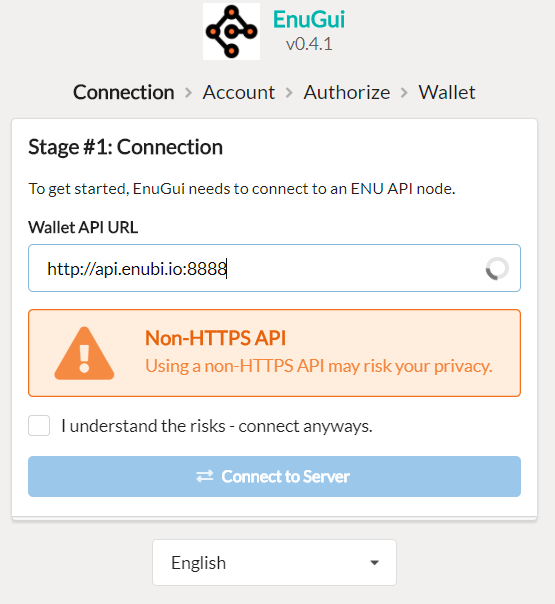 EnuGui
v0.4.1
Connection > Account > Authorize > Wallet
Stage #1: Connection
To get started, EnuGui needs to connect to an ENU API node.
Wallet API URL
http://api.enubi.io:8888
Non-HTTPS API
Using a non-HTTPS API may risk your privacy.
I understand the risks - connect anyways.
Connect to Server
English